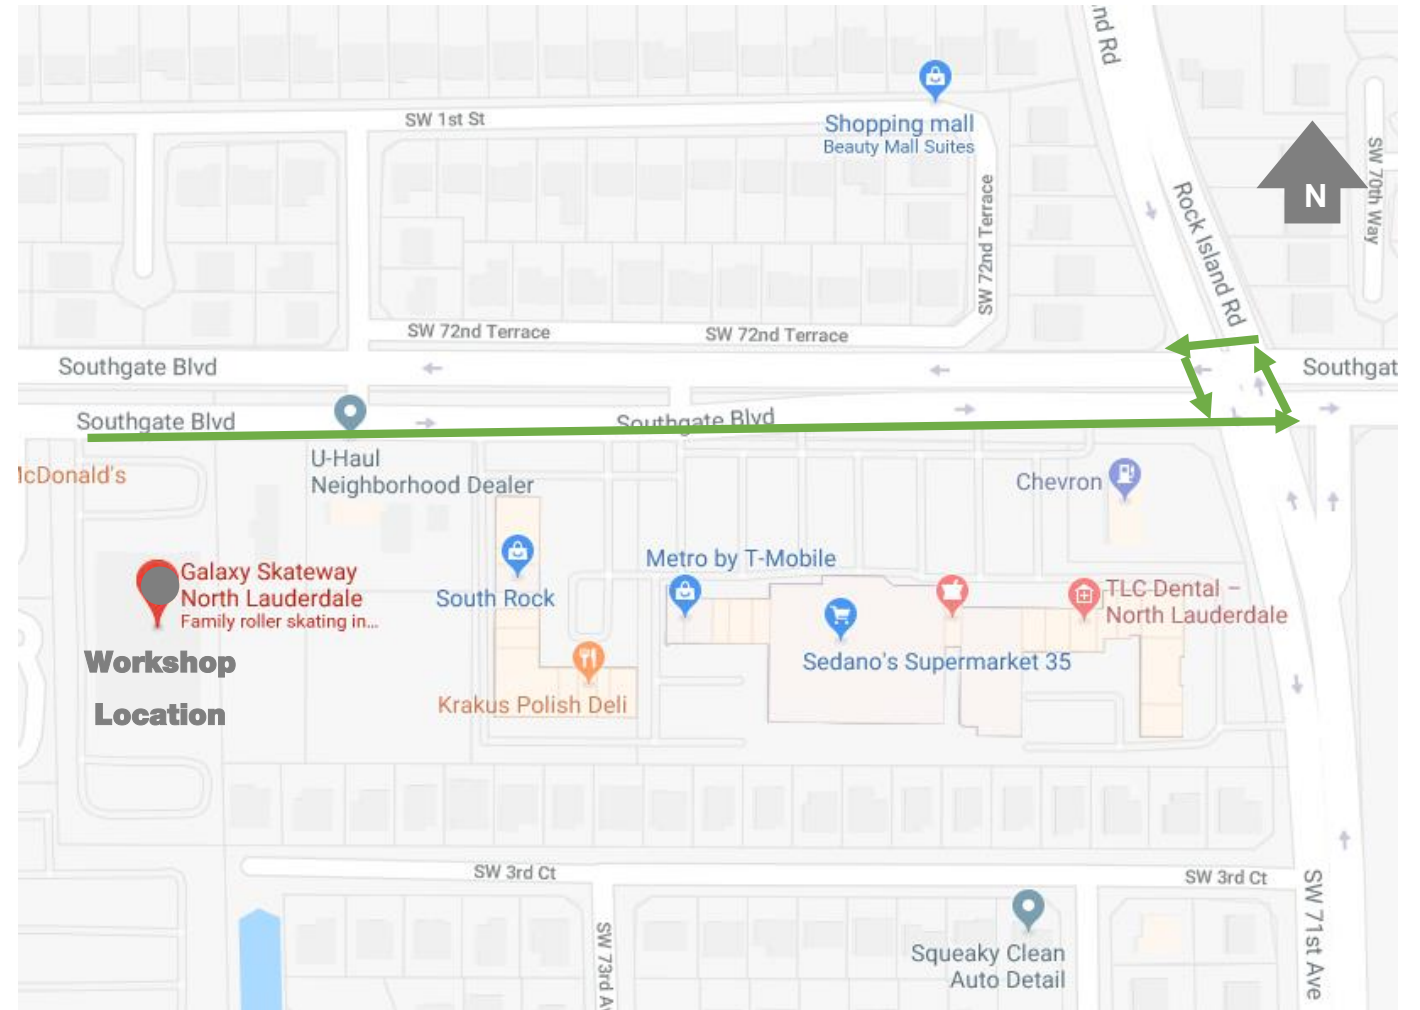 nd Rd
SW 1st St
Shopping mall
Beauty Mall Suites
SW 70th Way
N
SW 72nd Terrace
Rock Island Rd
SW 72nd Terrace
SW 72nd Terrace
Southgate Blvd
Southgat
Southgate Blvd
Southgate Blvd
U-Haul
Neighborhood Dealer
IcDonald's
Chevron
Galaxy Skateway
North Lauderdale
Family roller skating in...
Metro by T-Mobile
South Rock
TLC Dental –
North Lauderdale
Workshop
Location
Sedano's Supermarket 35
Krakus Polish Deli
SW 3rd Ct
SW 3rd Ct
SW 71st Ave
SW 73rd A
Squeaky Clean
Auto Detail